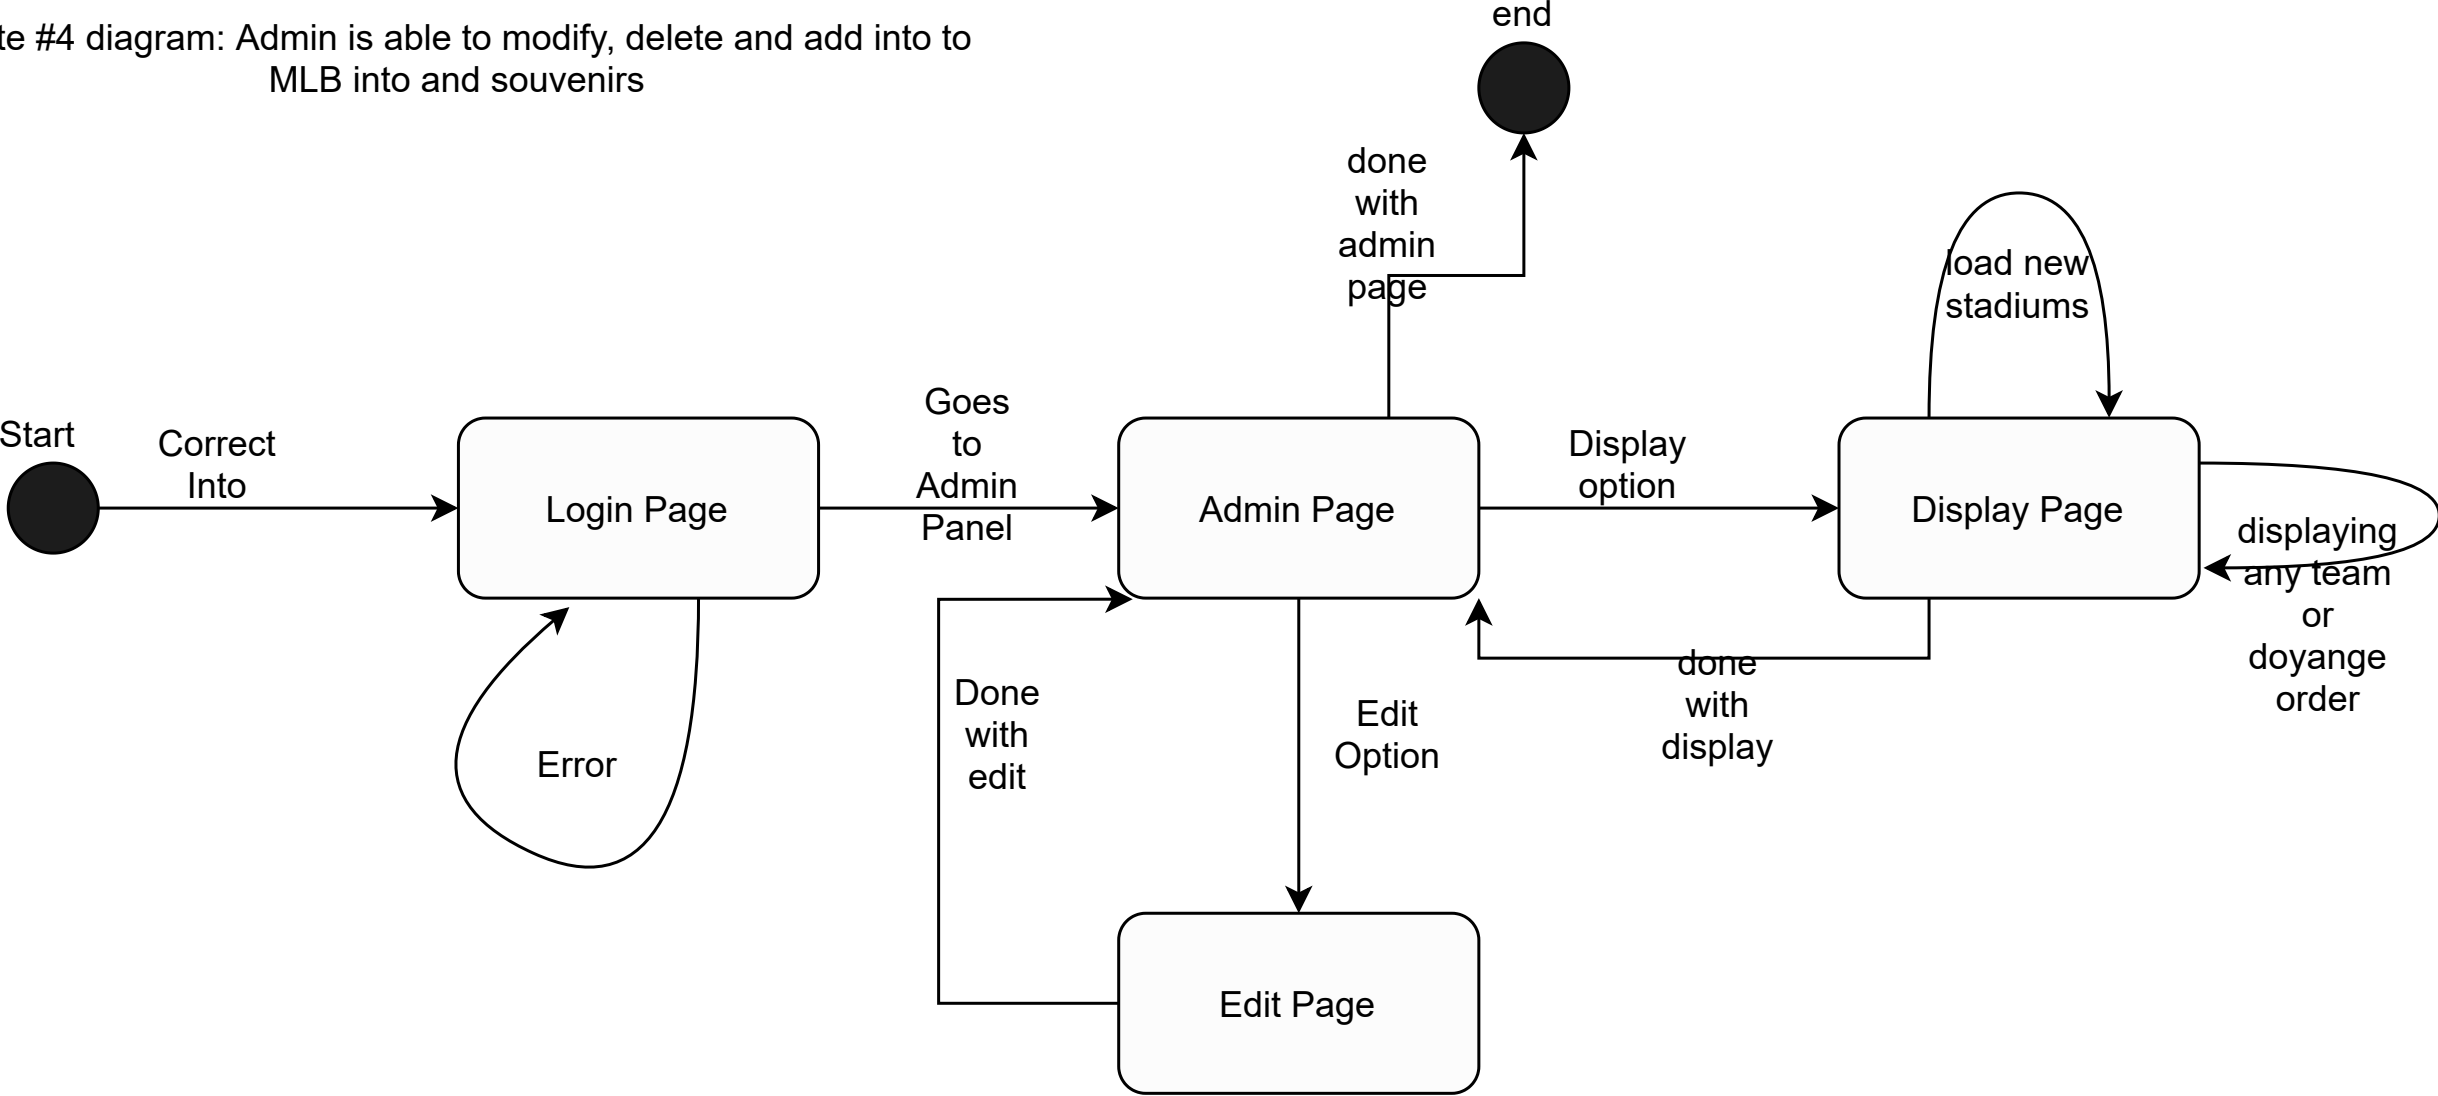 te #4 diagram: Admin is able to modify, delete and add into to
MLB into and souvenirs
end
done
with
admin
page
load new
stadiums
Start
Correct
Into
Login Page
Goes
to
Admin
Panel
Admin Page
Display
option
Display Page
displaying
any team
or
doyange
order
done
with
display
Error
Done
with
edit
Edit
Option
Edit Page